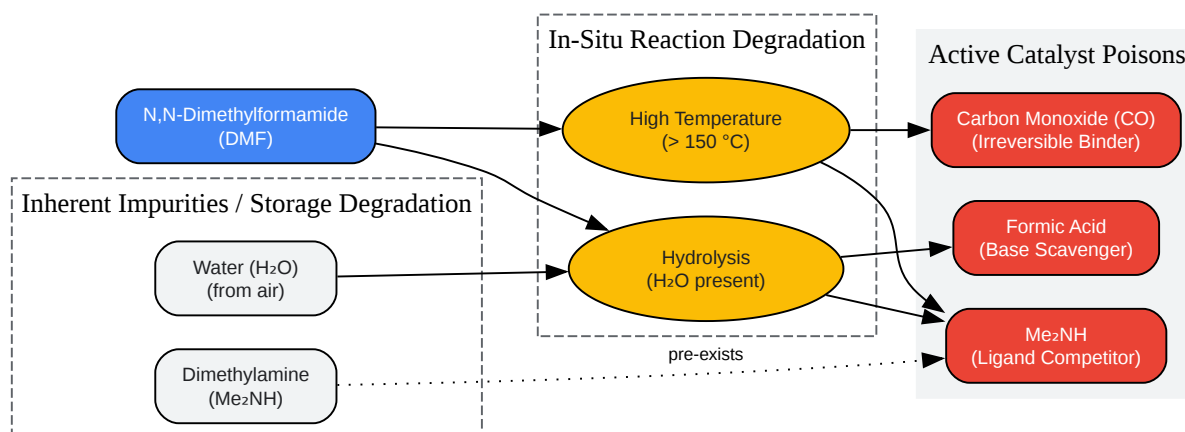 In-Situ Reaction Degradation
Active Catalyst Poisons
N,N-Dimethylformamide
(DMF)
High Temperature
(> 150 °C)
Carbon Monoxide (CO)
(Irreversible Binder)
Inherent Impurities / Storage Degradation
Water (H₂O)
(from air)
Hydrolysis
(H₂O present)
Formic Acid
(Base Scavenger)
Dimethylamine
(Me₂NH)
pre-exists
Me₂NH
(Ligand Competitor)